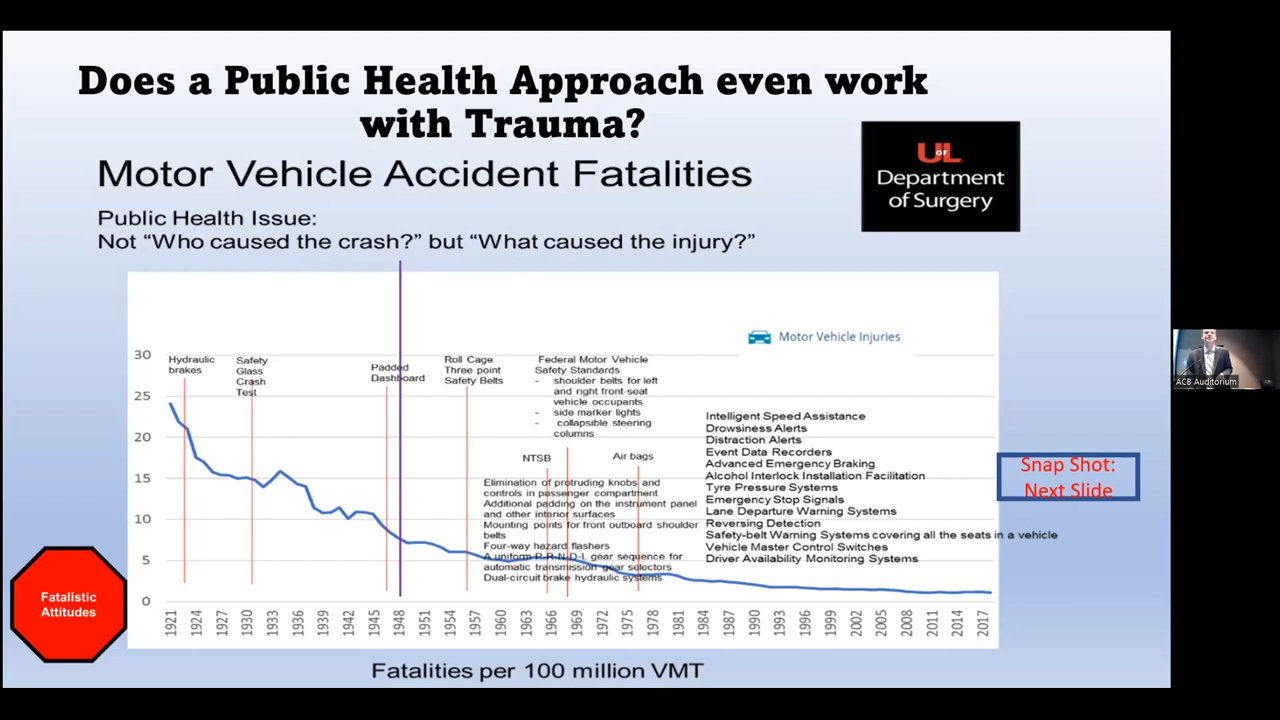 Does a Public Health Approach even work
with Trauma?
UofL
Department
of Surgery
Motor Vehicle Accident Fatalities
Public Health Issue:
Not “Who caused the crash?” but “What caused the injury?”
Motor Vehicle Injuries
30
25
20
15
10
5
0
Hydraulic
brakes
Safety
Glass
Crash
Test
Padded
Dashboard
Roll Cage
Three point
Safety Belts
Federal Motor Vehicle
Safety Standards
- shoulder belts for left
and right front-seat
vehicle occupants
- side marker lights
- collapsible steering
columns
NTSB
Air bags
Elimination of protruding knobs and
controls in passenger compartment
Additional padding on the instrument panel
and other interior surfaces
Mounting points for front outboard shoulder
belts
Four-way hazard flashers
A uniform P-R-N-D-L gear sequence for
automatic transmission gear selectors
Dual-circuit brake hydraulic systems
Intelligent Speed Assistance
Drowsiness Alerts
Distraction Alerts
Event Data Recorders
Advanced Emergency Braking
Alcohol Interlock Installation Facilitation
Tyre Pressure Systems
Emergency Stop Signals
Lane Departure Warning Systems
Reversing Detection
Safety-belt Warning Systems covering all the seats in a vehicle
Vehicle Master Control Switches
Driver Availability Monitoring Systems
Snap Shot:
Next Slide
ACB Auditorium
Fatalistic
Attitudes
1921 1924 1927 1930 1933 1936 1939 1942 1945 1948 1951 1954 1957 1960 1963 1966 1969 1972 1975 1978 1981 1984 1987 1990 1993 1996 1999 2002 2005 2008 2011 2014 2017
Fatalities per 100 million VMT